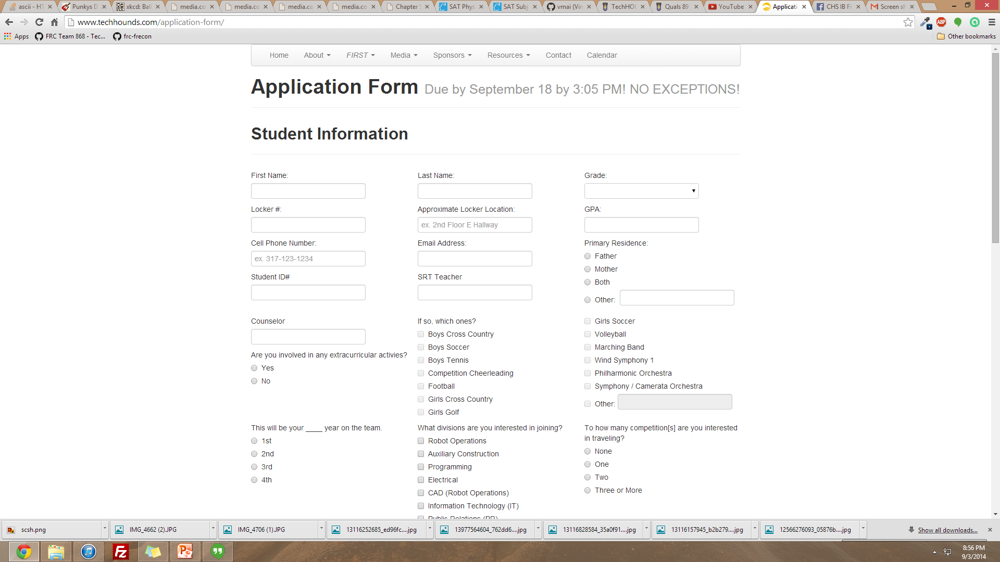 ascii - HT
Punkys D
xkcd: Bal
media.co
media.co
media.co
media.co
Chapter
SAT Phys
SAT Subj
vmai (Vin
TechHOU
Quals 89
YouTube
Applicati
CHS IB F
Screen sh
www.techhounds.com/application-form/
Apps
FRC Team 868 - Tec...
frc-frecon
Other bookmarks
Home About FIRST Media Sponsors Resources Contact Calendar
Application Form Due by September 18 by 3:05 PM! NO EXCEPTIONS!
Student Information
First Name: Last Name: Grade:
Locker #: Approximate Locker Location: GPA:
ex. 2nd Floor E Hallway
Cell Phone Number: Email Address: Primary Residence:
ex. 317-123-1234
Father
Mother
Both
Other:
Student ID# SRT Teacher
Counselor
Are you involved in any extracurricular activies?
Yes
No
If so, which ones?
Boys Cross Country
Boys Soccer
Boys Tennis
Competition Cheerleading
Football
Girls Cross Country
Girls Golf
Girls Soccer
Volleyball
Marching Band
Wind Symphony 1
Philharmonic Orchestra
Symphony / Camerata Orchestra
Other:
This will be your ____ year on the team.
1st
2nd
3rd
4th
What divisions are you interested in joining?
Robot Operations
Auxiliary Construction
Programming
Electrical
CAD (Robot Operations)
Information Technology (IT)
Public Relations (PR)
To how many competition[s] are you interested
in traveling?
None
One
Two
Three or More
scsh.png
IMG_4662 (2).JPG
IMG_4706 (1).JPG
13116252685_ed96fc....jpg
13977564604_762dd6....jpg
13116828584_35a0f91....jpg
13116157945_b2b279....jpg
12566276093_05876b....jpg
Show all downloads...
8:56 PM
9/3/2014